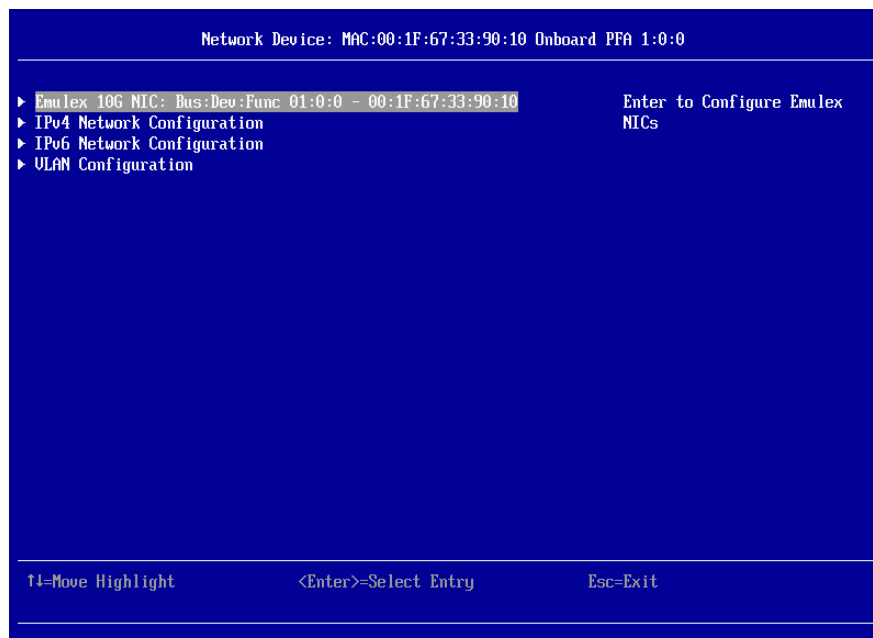 Network Device: MAC:00:1F:67:33:90:10 Onboard PFA 1:0:0
Emulex 10G NIC: Bus:Dev:Func 01:0:0 - 00:1F:67:33:90:10
IPv4 Network Configuration
IPv6 Network Configuration
VLAN Configuration
Enter to Configure Emulex
NICs
↑↓=Move Highlight <Enter>=Select Entry Esc=Exit